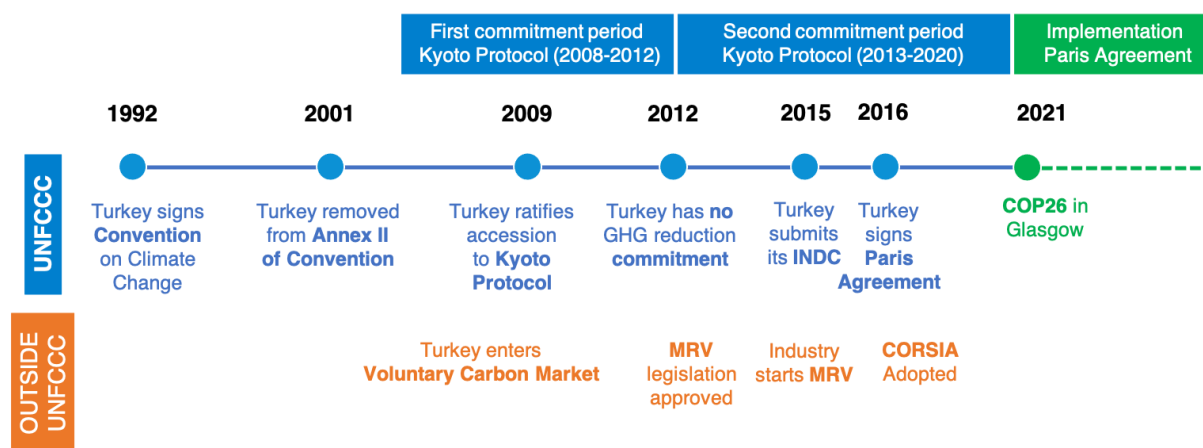 First commitment period
Kyoto Protocol (2008-2012)
Second commitment period
Kyoto Protocol (2013-2020)
Implementation
Paris Agreement
1992
2001
2009
2012
2015
2016
2021
UNFCCC
Turkey signs
Convention
on Climate
Change
Turkey removed
from Annex II
of Convention
Turkey ratifies
accession
to Kyoto
Protocol
Turkey has no
GHG reduction
commitment
Turkey
submits
its INDC
Turkey
signs
Paris
Agreement
COP26 in
Glasgow
OUTSIDE
UNFCCC
Turkey enters
Voluntary Carbon Market
MRV
legislation
approved
Industry
starts MRV
CORSIA
Adopted